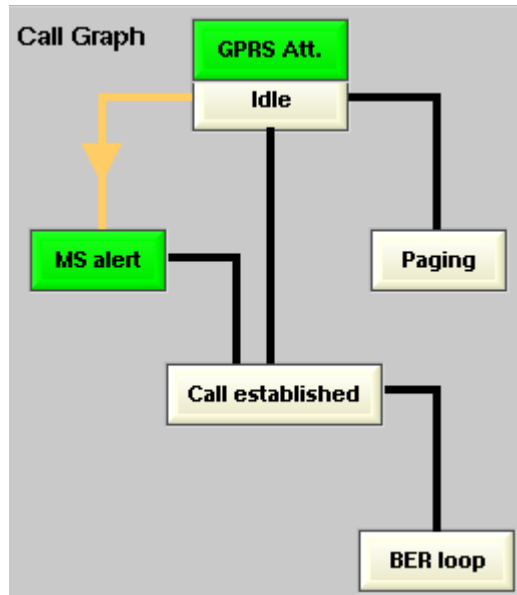 Call Graph
GPRS Att.
Idle
MS alert
Paging
Call established
BER loop